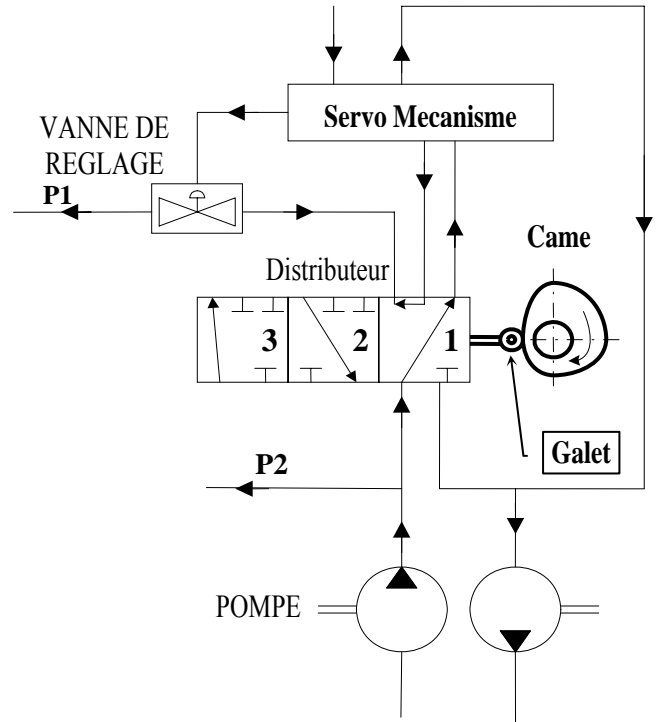 Servo Mecanisme
VANNE DE
REGLAGE
P1
Came
Distributeur
3
2
1
Galet
P2
POMPE